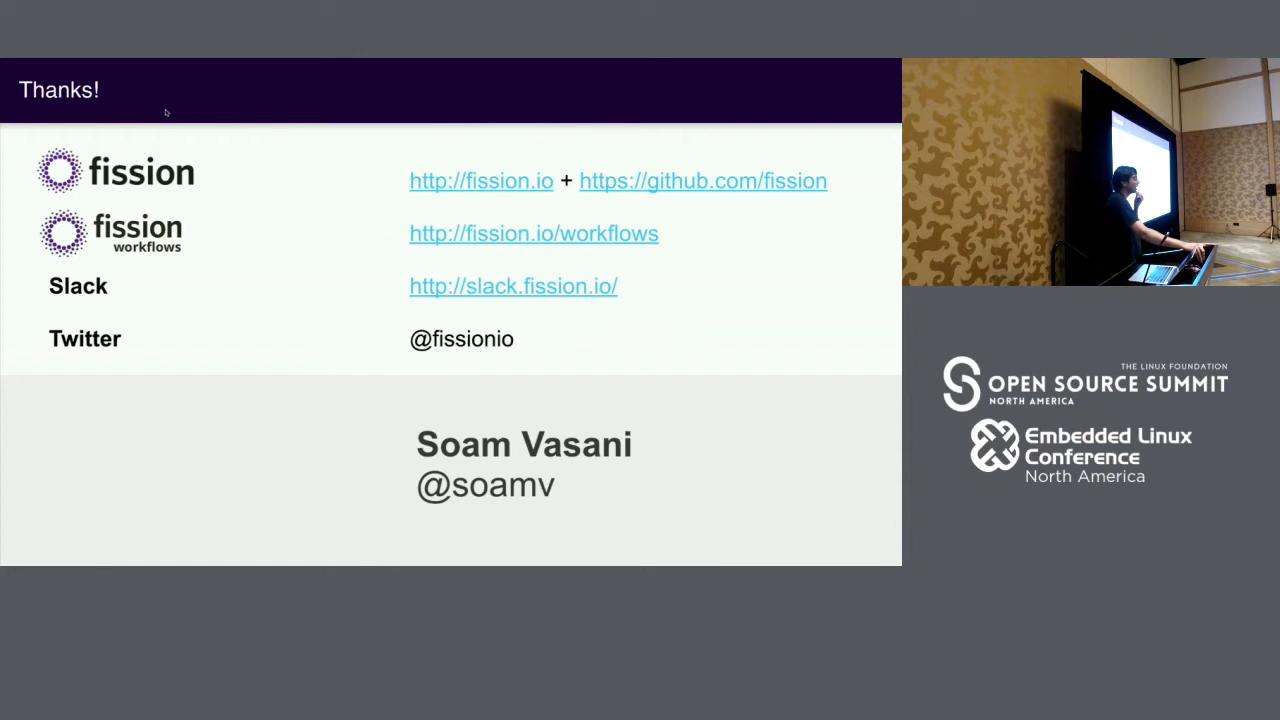 Thanks!
fission
http://fission.io + https://github.com/fission
fission
workflows
http://fission.io/workflows
Slack
http://slack.fission.io/
Twitter
@fissionio
Soam Vasani
@soamv
THE LINUX FOUNDATION
OPEN SOURCE SUMMIT
NORTH AMERICA
Embedded Linux
Conference
North America